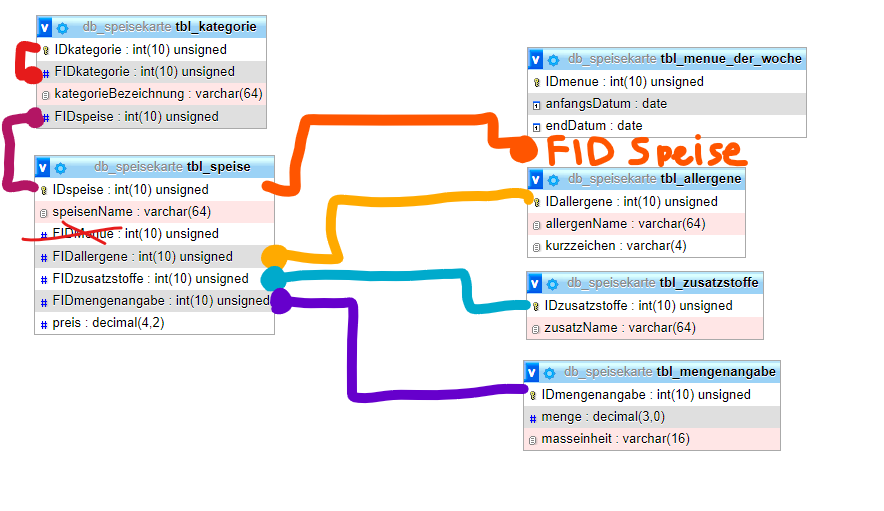 db_speisekarte tbl_kategorie
IDkategorie : int(10) unsigned
FIDkategorie : int(10) unsigned
kategorieBezeichnung : varchar(64)
FIDspeise : int(10) unsigned
db_speisekarte tbl_speise
IDspeise : int(10) unsigned
speisenName : varchar(64)
FIDMenue : int(10) unsigned
FIDallergene : int(10) unsigned
FIDzusatzstoffe : int(10) unsigned
FIDmengenangabe : int(10) unsigned
preis : decimal(4,2)
db_speisekarte tbl_menue_der_woche
IDmenue : int(10) unsigned
anfangsDatum : date
endDatum : date
FID Speise
db_speisekarte tbl_allergene
IDallergene : int(10) unsigned
allergenName : varchar(64)
kurzzeichen : varchar(4)
db_speisekarte tbl_zusatzstoffe
IDzusatzstoffe : int(10) unsigned
zusatzName : varchar(64)
db_speisekarte tbl_mengenangabe
IDmengenangabe : int(10) unsigned
menge : decimal(3,0)
masseinheit : varchar(16)